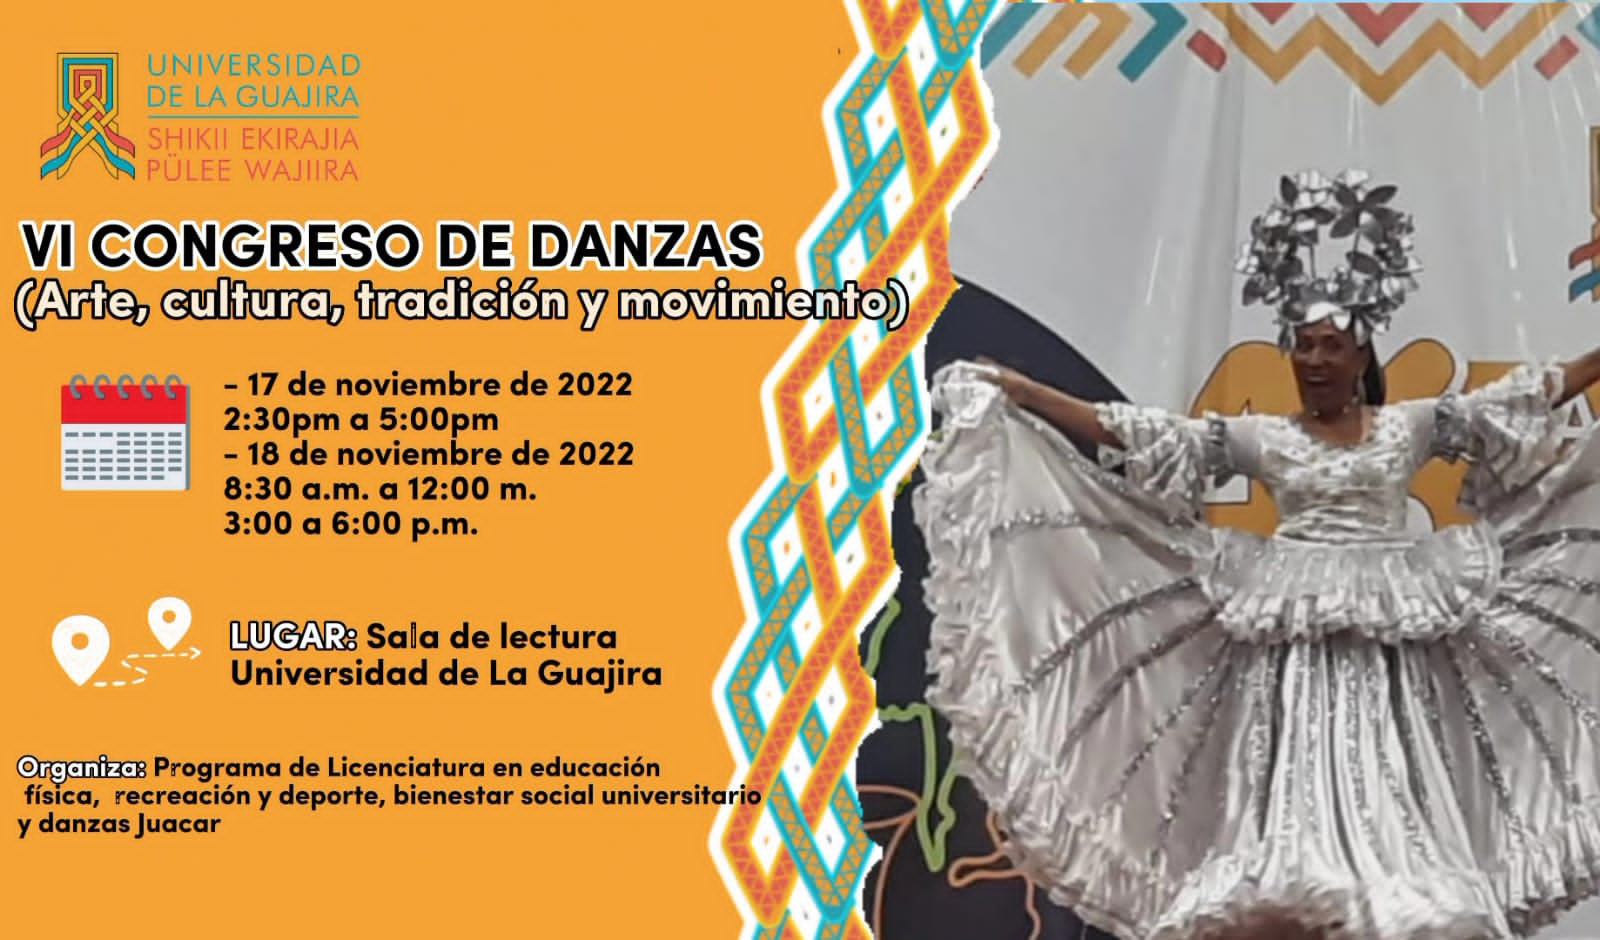 UNIVERSIDAD
DE LA GUAJIRA
SHIKII EKIRAJIA
PÜLEE WAJIIRA
VI CONGRESO DE DANZAS
(Arte, cultura, tradición y movimiento)
- 17 de noviembre de 2022
2:30pm a 5:00pm
- 18 de noviembre de 2022
8:30 a.m. a 12:00 m.
3:00 a 6:00 p.m.
LUGAR: Sala de lectura
Universidad de La Guajira
Organiza: Programa de Licenciatura en educación
física, recreación y deporte, bienestar social universitario
y danzas Juacar